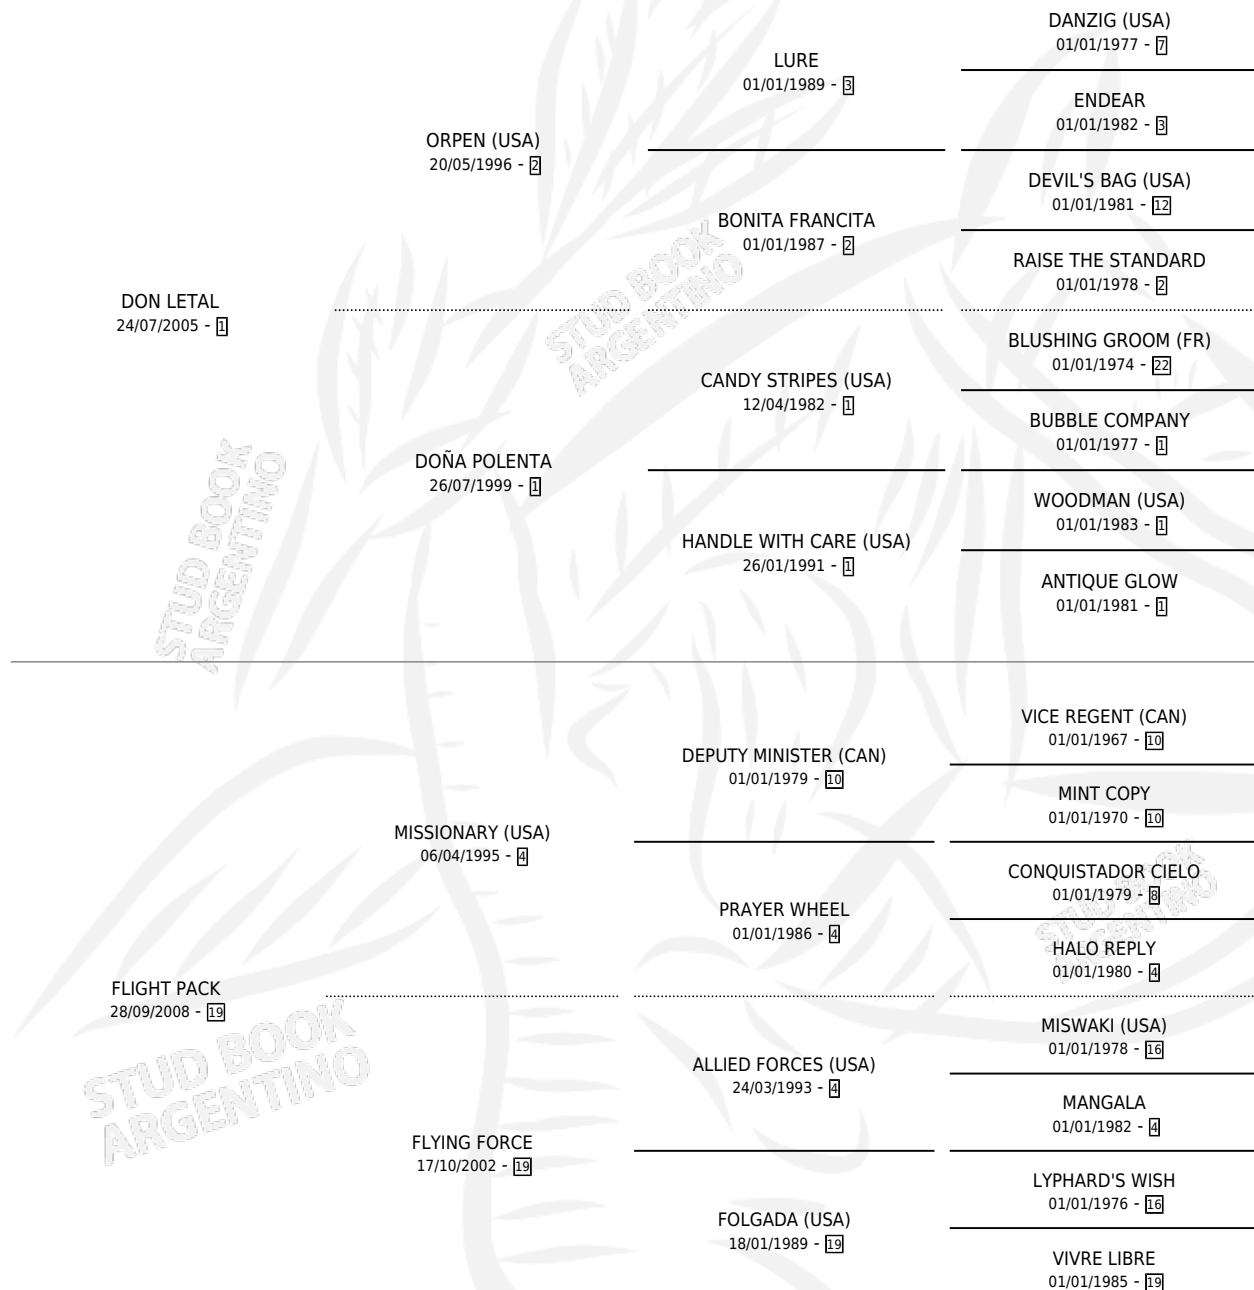 DANZIG (USA)
01/01/1977 - 7
LURE
01/01/1989 - 3
ENDEAR
01/01/1982 - 3
ORPEN (USA)
20/05/1996 - 2
DEVIL'S BAG (USA)
01/01/1981 - 12
BONITA FRANCITA
01/01/1987 - 2
RAISE THE STANDARD
01/01/1978 - 2
DON LETAL
24/07/2005 - 1
BLUSHING GROOM (FR)
01/01/1974 - 22
CANDY STRIPES (USA)
12/04/1982 - 1
BUBBLE COMPANY
01/01/1977 - 1
DOÑA POLENTA
26/07/1999 - 1
WOODMAN (USA)
01/01/1983 - 1
HANDLE WITH CARE (USA)
26/01/1991 - 1
ANTIQUE GLOW
01/01/1981 - 1
VICE REGENT (CAN)
01/01/1967 - 10
DEPUTY MINISTER (CAN)
01/01/1979 - 10
MINT COPY
01/01/1970 - 10
MISSIONARY (USA)
06/04/1995 - 4
CONQUISTADOR CIELO
01/01/1979 - 8
PRAYER WHEEL
01/01/1986 - 4
HALO REPLY
01/01/1980 - 4
FLIGHT PACK
28/09/2008 - 19
MISWAKI (USA)
01/01/1978 - 16
ALLIED FORCES (USA)
24/03/1993 - 4
MANGALA
01/01/1982 - 4
FLYING FORCE
17/10/2002 - 19
LYPHARD'S WISH
01/01/1976 - 16
FOLGADA (USA)
18/01/1989 - 19
VIVRE LIBRE
01/01/1985 - 19
STUD BOOK
ARGENTINO
STUD BOOK
ARGENTINO
STUD BOOK
ARGENTINO
STUD BOOK
ARGENTINO